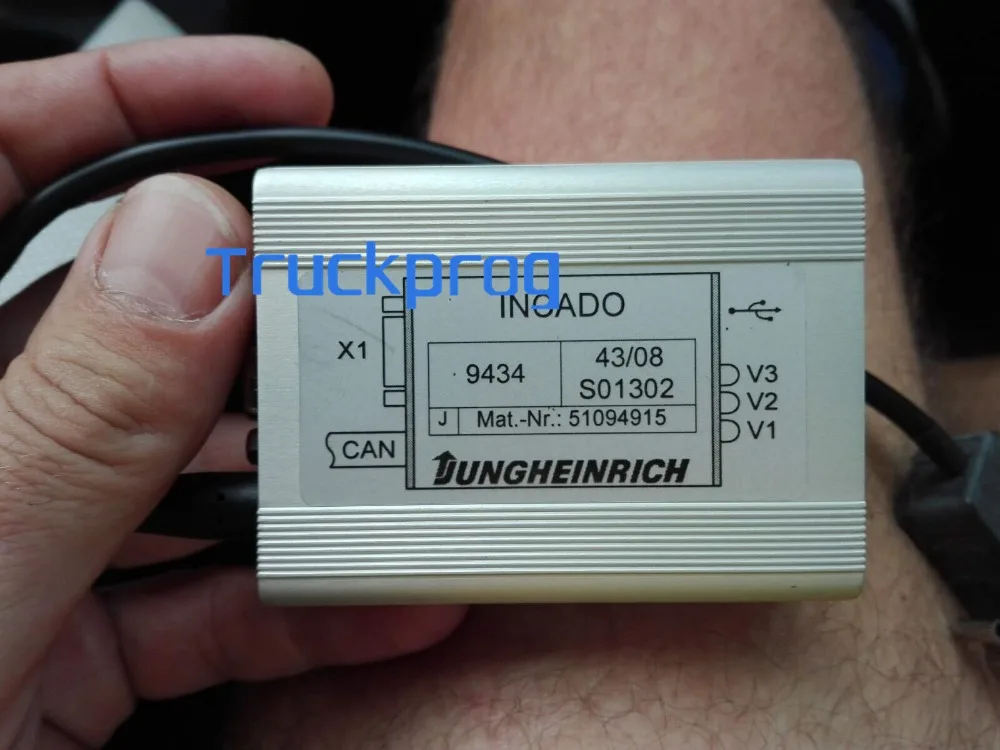 Truckprog
INCADO
X1
9434
43/08
S01302
V3
V2
V1
J
Mat.-Nr.: 51094915
CAN
JUNGHEINRICH